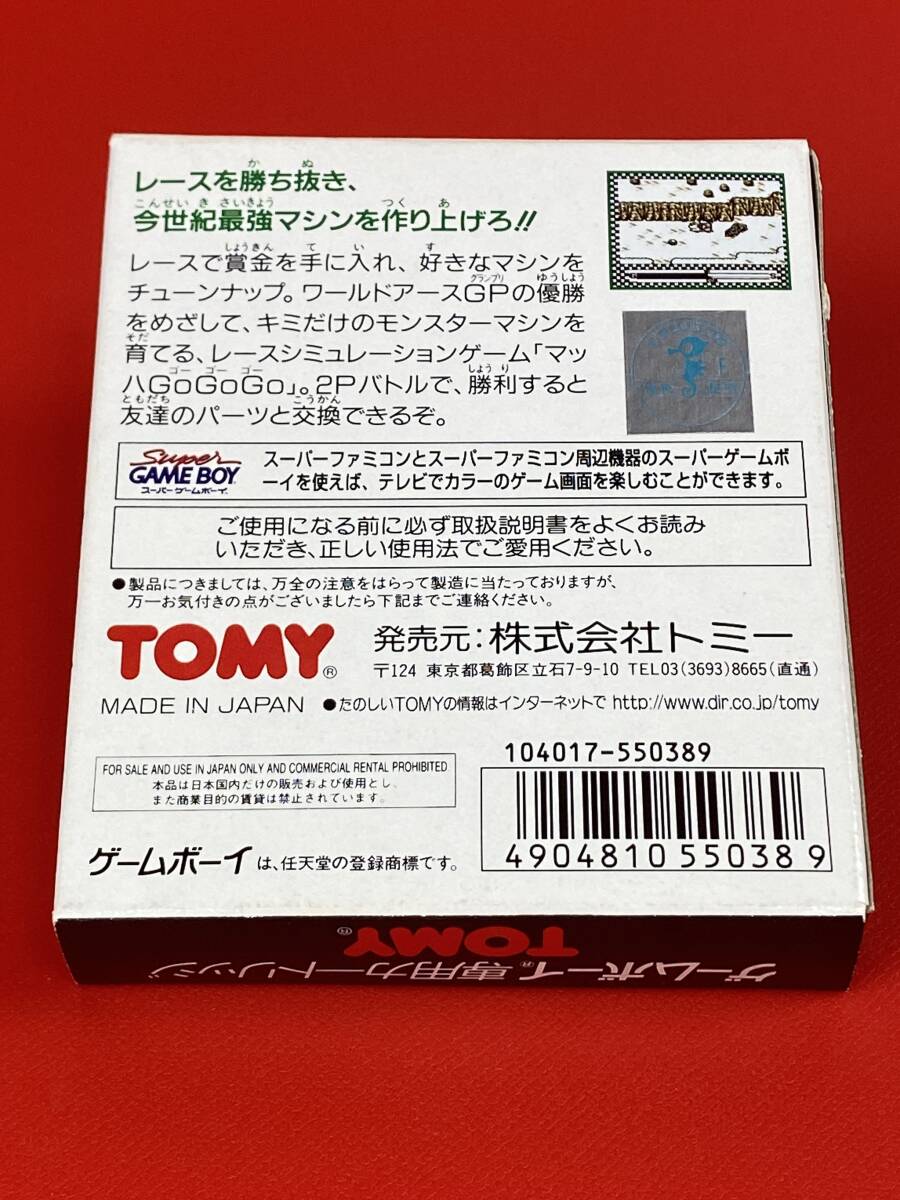 レースを勝ち抜き、
今世紀最強マシンを作り上げろ!!
レースで賞金を手に入れ、好きなマシンを
チューンナップ。ワールドアースGPの優勝
をめざして、キミだけのモンスターマシンを
育てる、レースシミュレーションゲーム「マッ
ハGoGoGo」。2Pバトルで、勝利すると
友達のパーツと交換できるぞ。
Super
GAME BOY
スーパーゲームボーイ
スーパーファミコンとスーパーファミコン周辺機器のスーパーゲームボ
ーイを使えば、テレビでカラーのゲーム画面を楽しむことができます。
ご使用になる前に必ず取扱説明書をよくお読み
いただき、正しい使用法でご愛用ください。
●製品につきましては、万全の注意をはらって製造に当たっておりますが、
万一お気付きの点がございましたら下記までご連絡ください。
TOMY®
発売元:株式会社トミー
〒124 東京都葛飾区立石7-9-10 TEL03(3693)8665(直通)
MADE IN JAPAN ●たのしいTOMYの情報はインターネットで http://www.dir.co.jp/tomy
FOR SALE AND USE IN JAPAN ONLY AND COMMERCIAL RENTAL PROHIBITED
本品は日本国内だけの販売および使用とし、
また商業目的の賃貸は禁止されています。
ゲームボーイは、任天堂の登録商標です。
104017-550389
4904810550389
TOMY®
ゲームボーイ®専用カートリッジ